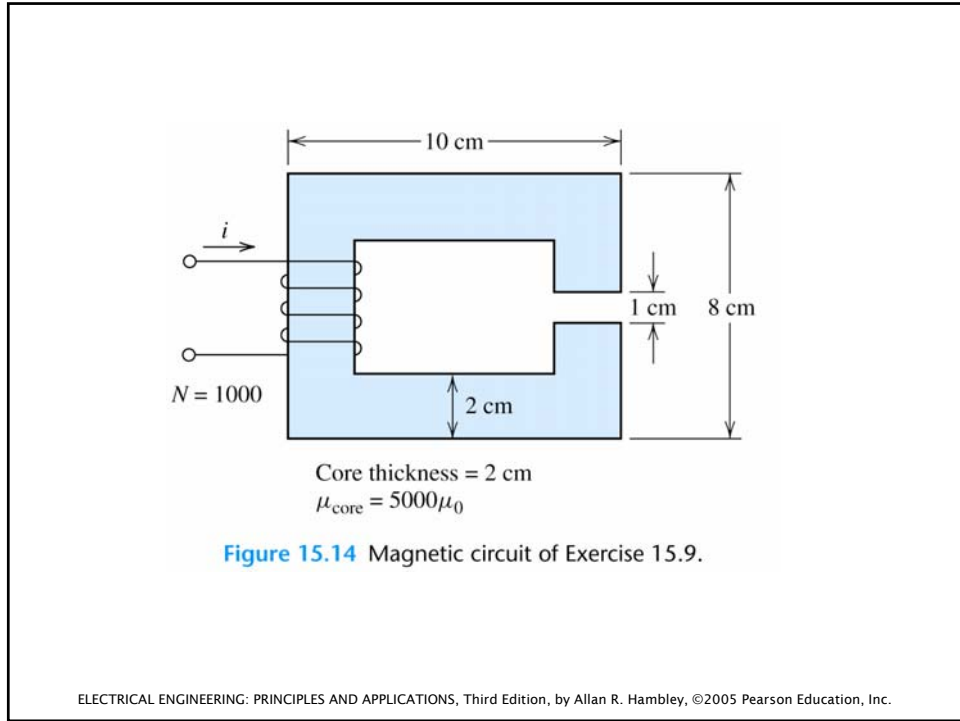 10 cm
i
1 cm
8 cm
N = 1000
2 cm
Core thickness = 2 cm
μcore = 5000μ0
Figure 15.14 Magnetic circuit of Exercise 15.9.
ELECTRICAL ENGINEERING: PRINCIPLES AND APPLICATIONS, Third Edition, by Allan R. Hambley, ©2005 Pearson Education, Inc.